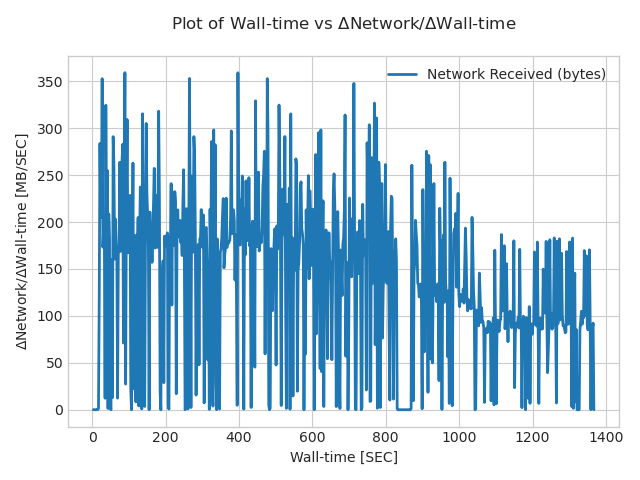 Plot of Wall-time vs ΔNetwork/ΔWall-time
Network Received (bytes)
ΔNetwork/ΔWall-time [MB/SEC]
350
300
250
200
150
100
50
0
0 200 400 600 800 1000 1200 1400
Wall-time [SEC]